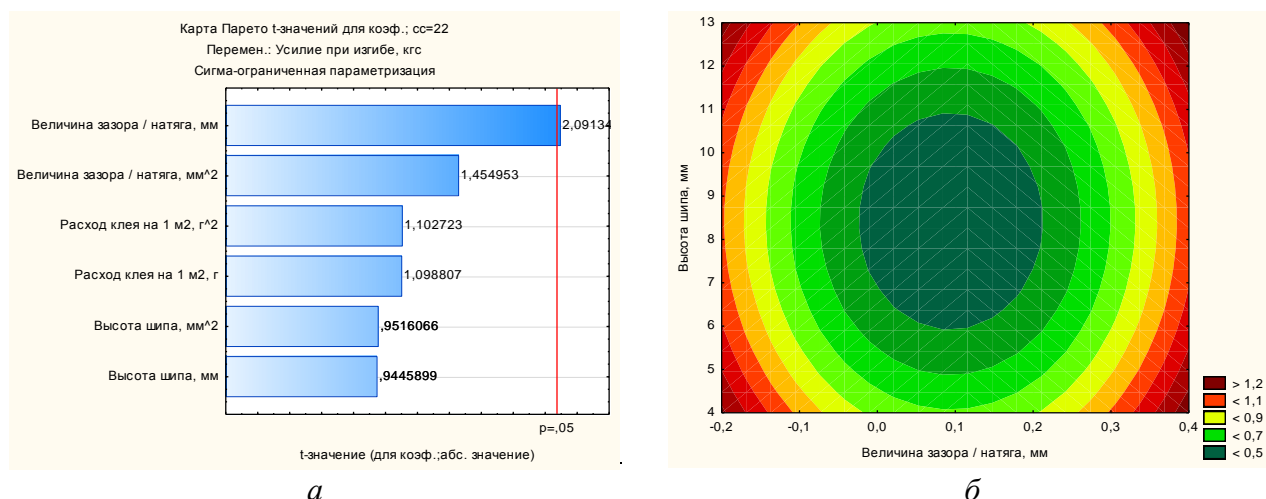 Карта Парето t-значений для коэф.; сс=22
Перемен.: Усилие при изгибе, кгс
Сигма-ограниченная параметризация
Величина зазора / натяга, мм
2,09134
Величина зазора / натяга, мм^2
1,454953
Расход клея на 1 м2, г^2
1,102723
Расход клея на 1 м2, г
1,098807
Высота шипа, мм^2
,9516066
Высота шипа, мм
,9445899
p=,05
t-значение (для коэф.;абс. значение)
а
13
12
11
10
9
8
7
6
5
4
Высота шипа, мм
-0,2 -0,1 0,0 0,1 0,2 0,3 0,4
Величина зазора / натяга, мм
> 1,2
< 1,1
< 0,9
< 0,7
< 0,5
б